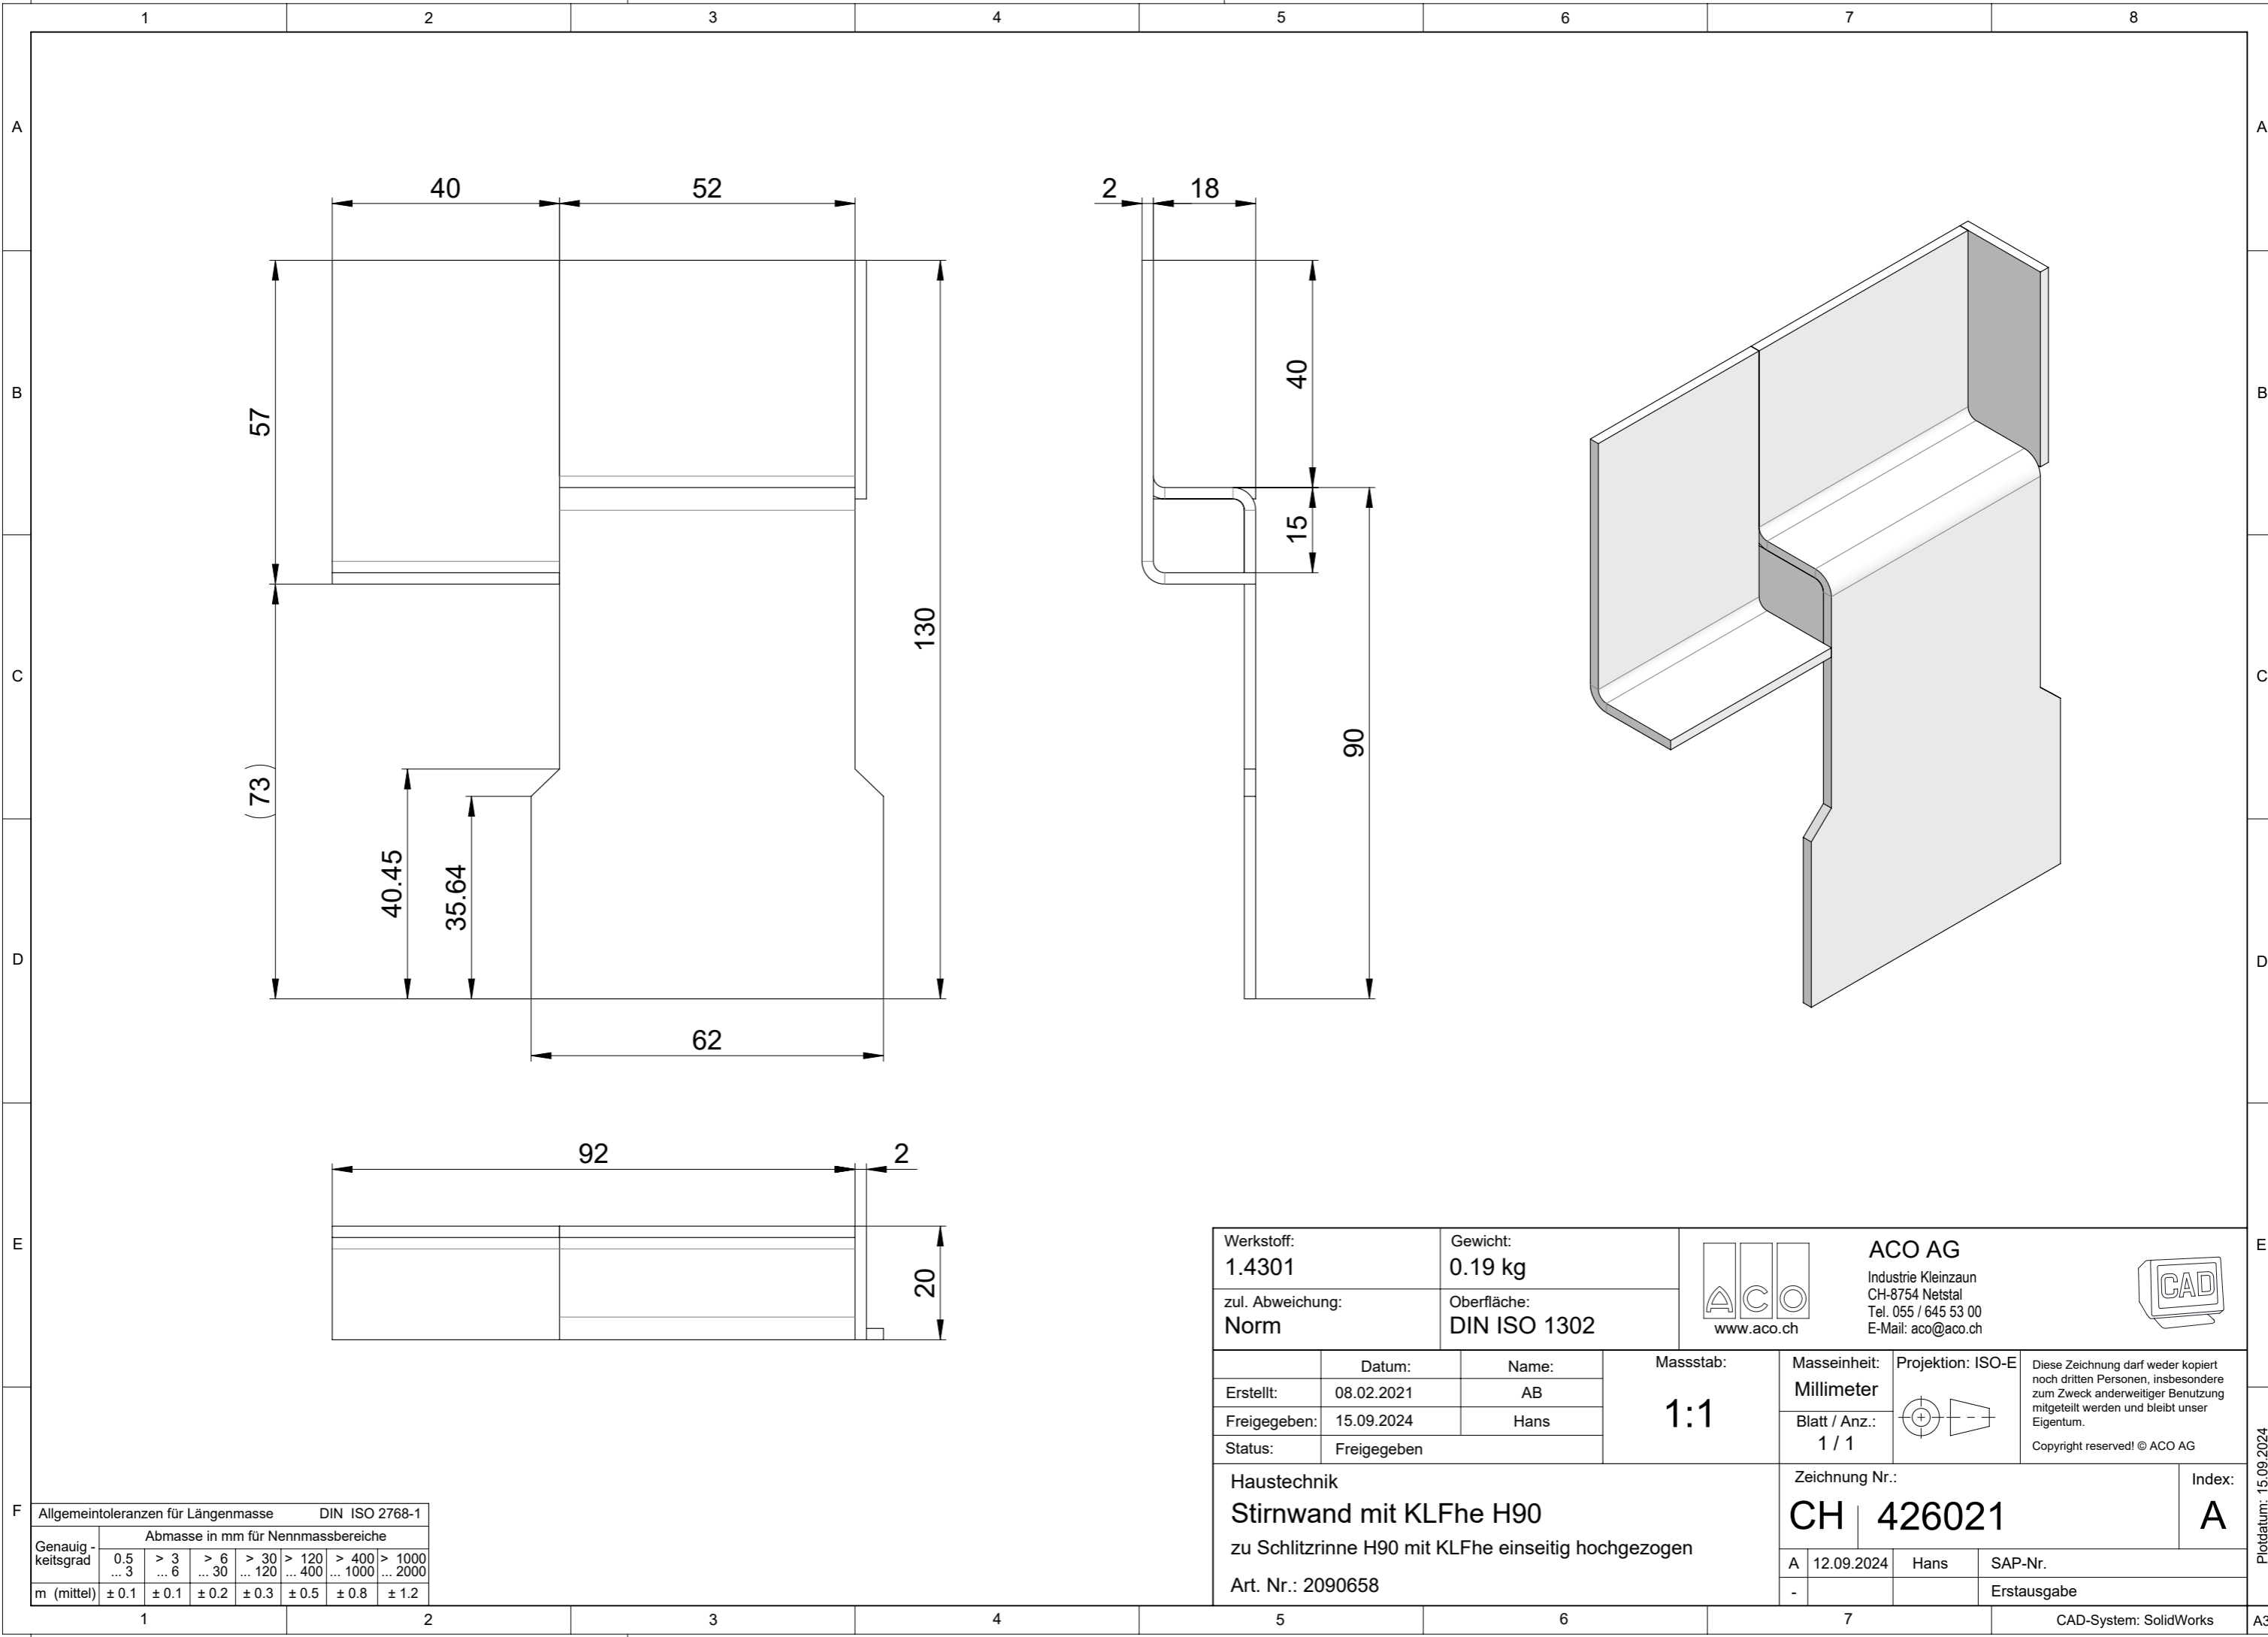 1 2 3 4 5 6 7 8
A A
B B
C C
D D
E E
F
40 52
57
(73)
40.45
35.64
130
62
2 18
40
15
90
92 2
20
Allgemeintoleranzen für Längenmasse DIN ISO 2768-1
Genauig - keitsgrad
Abmasse in mm für Nennmassbereiche
0.5 > 3 > 6 > 30 > 120 > 400 > 1000
... 3 ... 6 ... 30 ... 120 ... 400 ... 1000 ... 2000
m (mittel) ± 0.1 ± 0.1 ± 0.2 ± 0.3 ± 0.5 ± 0.8 ± 1.2
Werkstoff:
1.4301
Gewicht:
0.19 kg
zul. Abweichung:
Norm
Oberfläche:
DIN ISO 1302
ACO
www.aco.ch
ACO AG
Industrie Kleinzaun
CH-8754 Netstal
Tel. 055 / 645 53 00
E-Mail: aco@aco.ch
CAD
Datum: Name:
Erstellt: 08.02.2021 AB
Freigegeben: 15.09.2024 Hans
Status: Freigegeben
Massstab:
1:1
Masseinheit:
Millimeter
Blatt / Anz.:
1 / 1
Projektion: ISO-E
Diese Zeichnung darf weder kopiert
noch dritten Personen, insbesondere
zum Zweck anderweitiger Benutzung
mitgeteilt werden und bleibt unser
Eigentum.
Copyright reserved! © ACO AG
Haustechnik
Stirnwand mit KLFhe H90
zu Schlitzrinne H90 mit KLFhe einseitig hochgezogen
Art. Nr.: 2090658
Zeichnung Nr.:
CH 426021
Index:
A
A 12.09.2024 Hans SAP-Nr.
- Erstausgabe
Plotdatum: 15.09.2024
1 2 3 4 5 6 7 CAD-System: SolidWorks A3